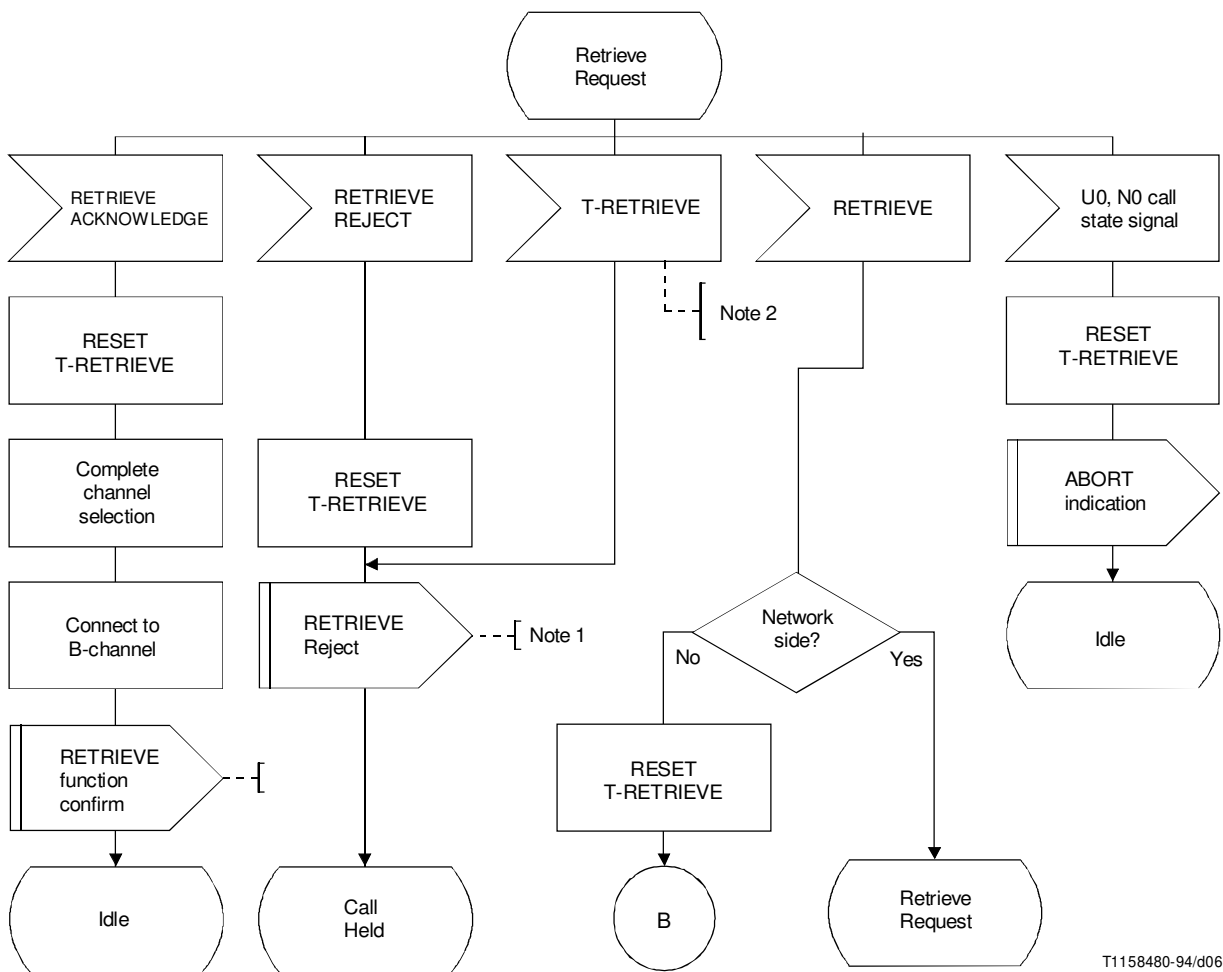 Retrieve
Request
RETRIEVE
ACKNOWLEDGE
RETRIEVE
REJECT
T-RETRIEVE
RETRIEVE
U0, N0 call
state signal
Note 2
RESET
T-RETRIEVE
RESET
T-RETRIEVE
Complete
channel
selection
RESET
T-RETRIEVE
ABORT
indication
Connect to
B-channel
RETRIEVE
Reject
Note 1
Network
side?
No
Yes
Idle
RETRIEVE
function
confirm
RESET
T-RETRIEVE
Idle
Call
Held
B
Retrieve
Request
T1158480-94/d06